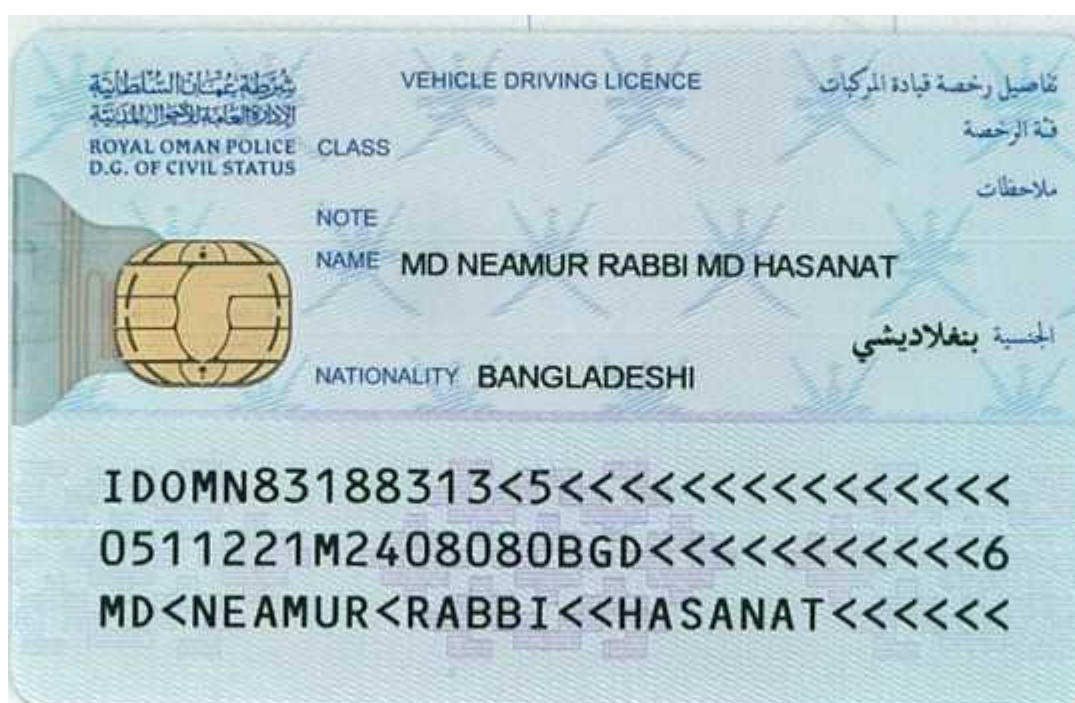 شرطة عمان السلطانية
الإدارة العامة للأحوال المدنية
ROYAL OMAN POLICE
D.G. OF CIVIL STATUS
VEHICLE DRIVING LICENCE تفاصيل رخصة قيادة المركبات
CLASS فئة الرخصة
NOTE ملاحظات
NAME MD NEAMUR RABBI MD HASANAT
الجنسية بنغلاديشي
NATIONALITY BANGLADESHI
IDOMN83188313<5<<<<<<<<<<<<<<<
0511221M2408080BGD<<<<<<<<<<<6
MD<NEAMUR<RABBI<<HASANAT<<<<<<